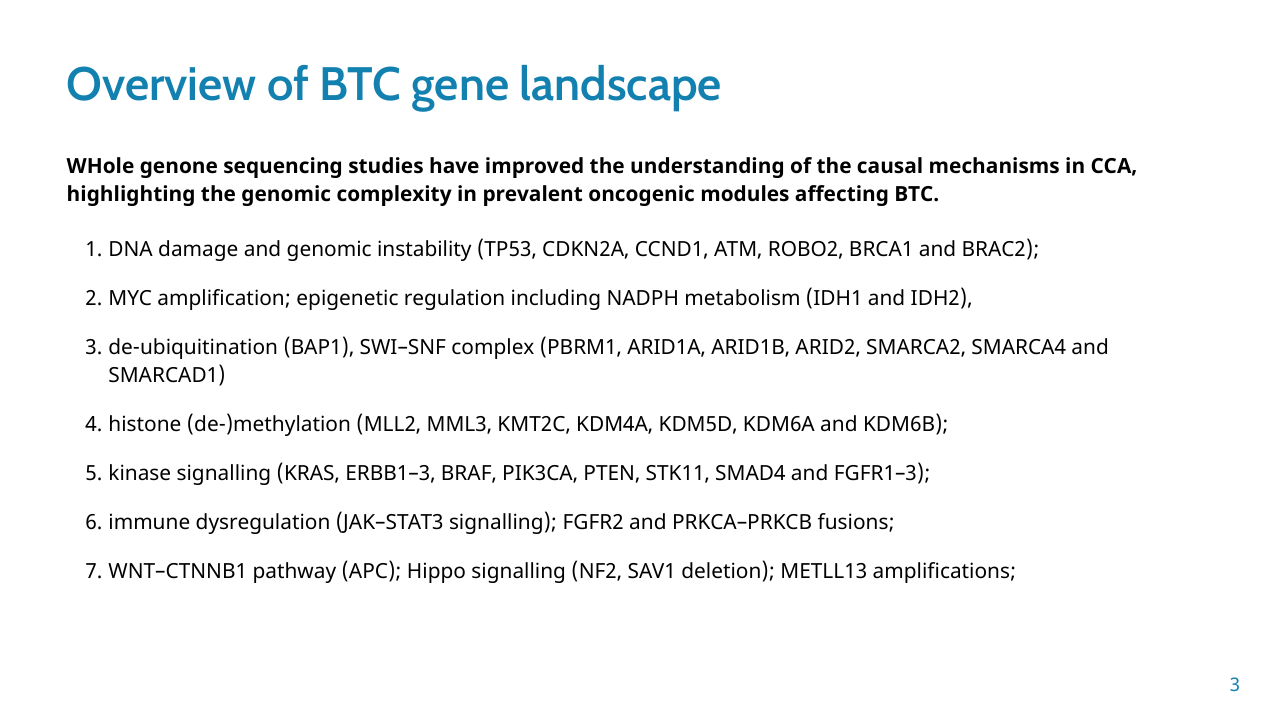 Overview of BTC gene landscape
WHole genone sequencing studies have improved the understanding of the causal mechanisms in CCA,
highlighting the genomic complexity in prevalent oncogenic modules affecting BTC.
1. DNA damage and genomic instability (TP53, CDKN2A, CCND1, ATM, ROBO2, BRCA1 and BRAC2);
2. MYC amplification; epigenetic regulation including NADPH metabolism (IDH1 and IDH2),
3. de-ubiquitination (BAP1), SWI–SNF complex (PBRM1, ARID1A, ARID1B, ARID2, SMARCA2, SMARCA4 and
SMARCAD1)
4. histone (de-)methylation (MLL2, MML3, KMT2C, KDM4A, KDM5D, KDM6A and KDM6B);
5. kinase signalling (KRAS, ERBB1–3, BRAF, PIK3CA, PTEN, STK11, SMAD4 and FGFR1–3);
6. immune dysregulation (JAK–STAT3 signalling); FGFR2 and PRKCA–PRKCB fusions;
7. WNT–CTNNB1 pathway (APC); Hippo signalling (NF2, SAV1 deletion); METLL13 amplifications;
3